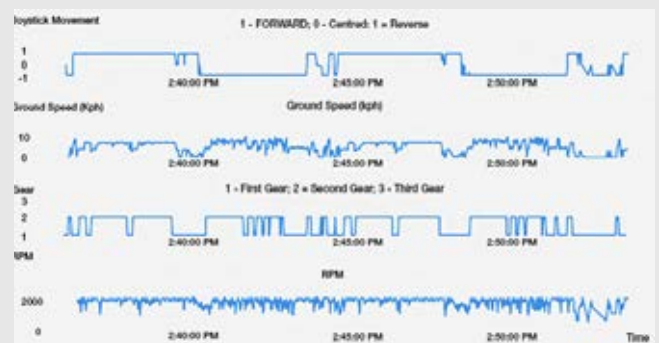 Joystick Movement
1 - FORWARD; 0 - Centred: 1 = Reverse
1
0
-1
2:40:00 PM 2:45:00 PM 2:50:00 PM
Ground Speed (Kph)
Ground Speed (kph)
10
0
2:40:00 PM 2:45:00 PM 2:50:00 PM
Gear
1 - First Gear; 2 = Second Gear; 3 - Third Gear
3
2
1
2:40:00 PM 2:45:00 PM 2:50:00 PM
RPM
RPM
2000
0
2:40:00 PM 2:45:00 PM 2:50:00 PM Time